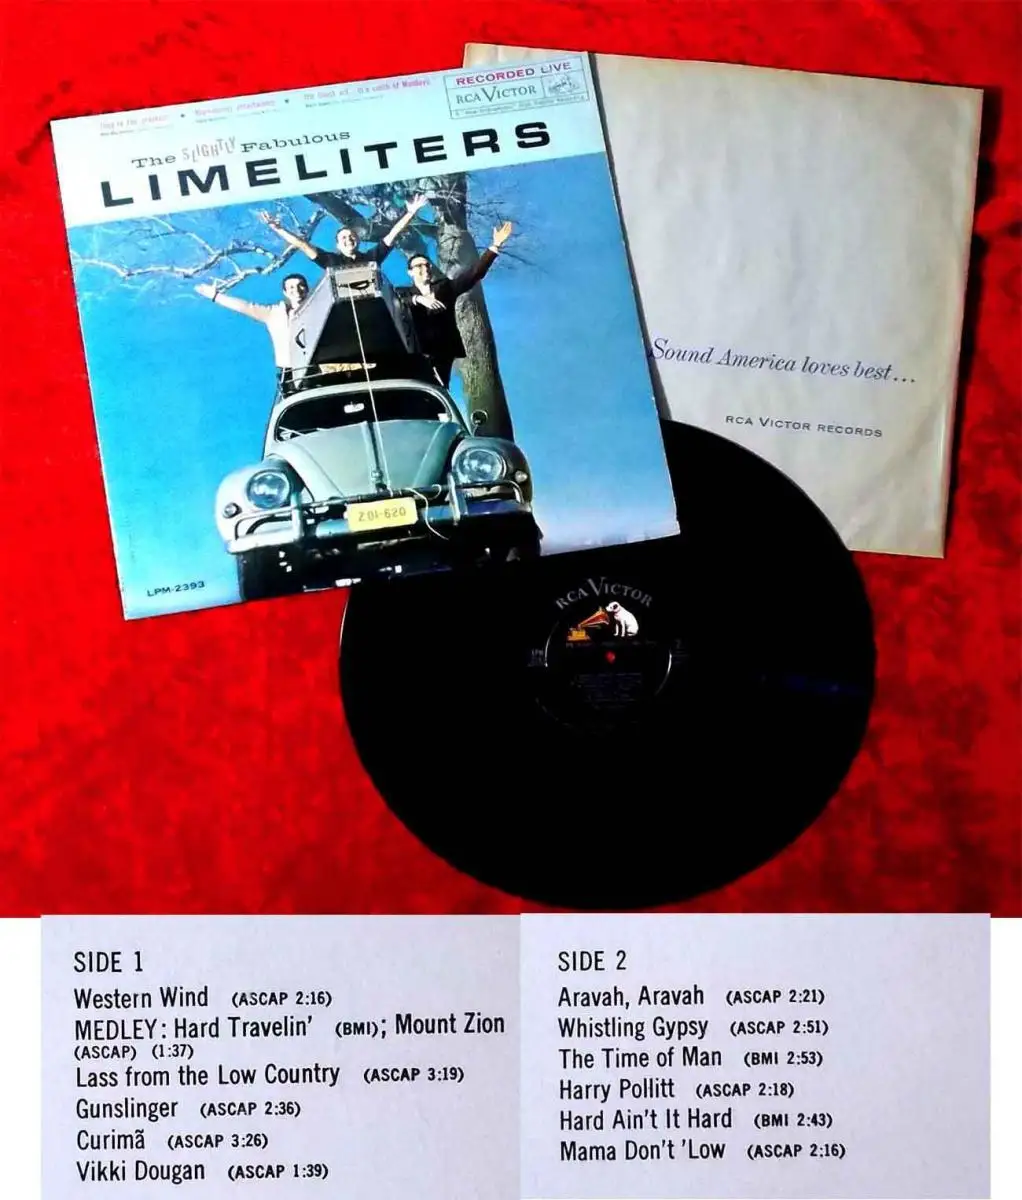 RECORDED LIVE
RCA VICTOR
The SLIGHTLY Fabulous
LIMELITERS
Z 01-620
LPM-2393
Sound America loves best...
RCA VICTOR RECORDS
RCA VICTOR
SIDE 1
Western Wind (ASCAP 2:16)
MEDLEY: Hard Travelin' (BMI); Mount Zion
(ASCAP) (1:37)
Lass from the Low Country (ASCAP 3:19)
Gunslinger (ASCAP 2:36)
Curimã (ASCAP 3:26)
Vikki Dougan (ASCAP 1:39)
SIDE 2
Aravah, Aravah (ASCAP 2:21)
Whistling Gypsy (ASCAP 2:51)
The Time of Man (BMI 2:53)
Harry Pollitt (ASCAP 2:18)
Hard Ain't It Hard (BMI 2:43)
Mama Don't 'Low (ASCAP 2:16)